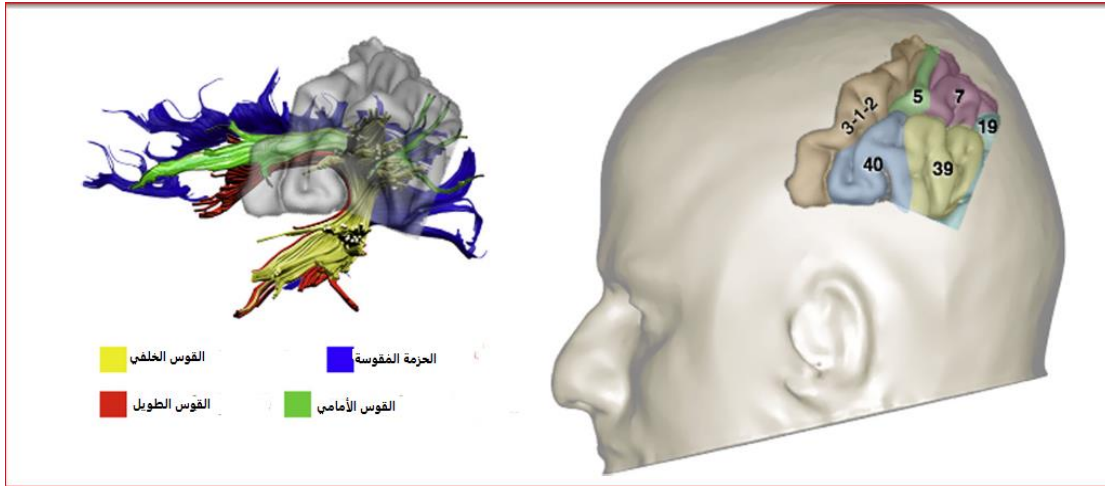 3-1-2
5
7
19
40
39
القوس الخلفي
الحزمة المقوسة
القوس الطويل
القوس الأمامي